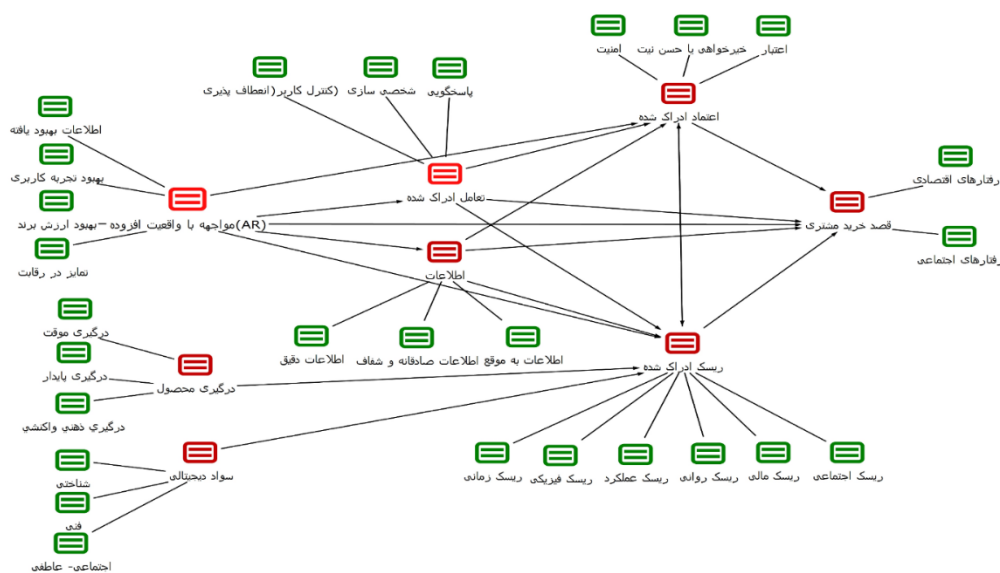 امنیت
خیرخواهی یا حسن نیت
اعتبار
اعتماد ادراک شده
(کنترل کاربر(انعطاف پذیری
شخصی سازی
پاسخگویی
تعامل ادراک شده
اطلاعات بهبود یافته
بهبود تجربه کاربری
بهبود ارزش برند
تمایز در رقابت
(AR)مواجهه با واقعیت افزوده
رفتارهای اقتصادی
قصد خرید مشتری
رفتارهای اجتماعی
اطلاعات
اطلاعات دقیق
اطلاعات صادقانه و شفاف
اطلاعات به موقع
درگیری موقت
درگیری پایدار
درگيري ذهني واكنشي
درگیری محصول
ریسک ادراک شده
ریسک زمانی
ریسک فیزیکی
ریسک عملکرد
ریسک روانی
ریسک مالی
ریسک اجتماعی
سواد دیجیتالی
شناختی
فنی
اجتماعی- عاطفی